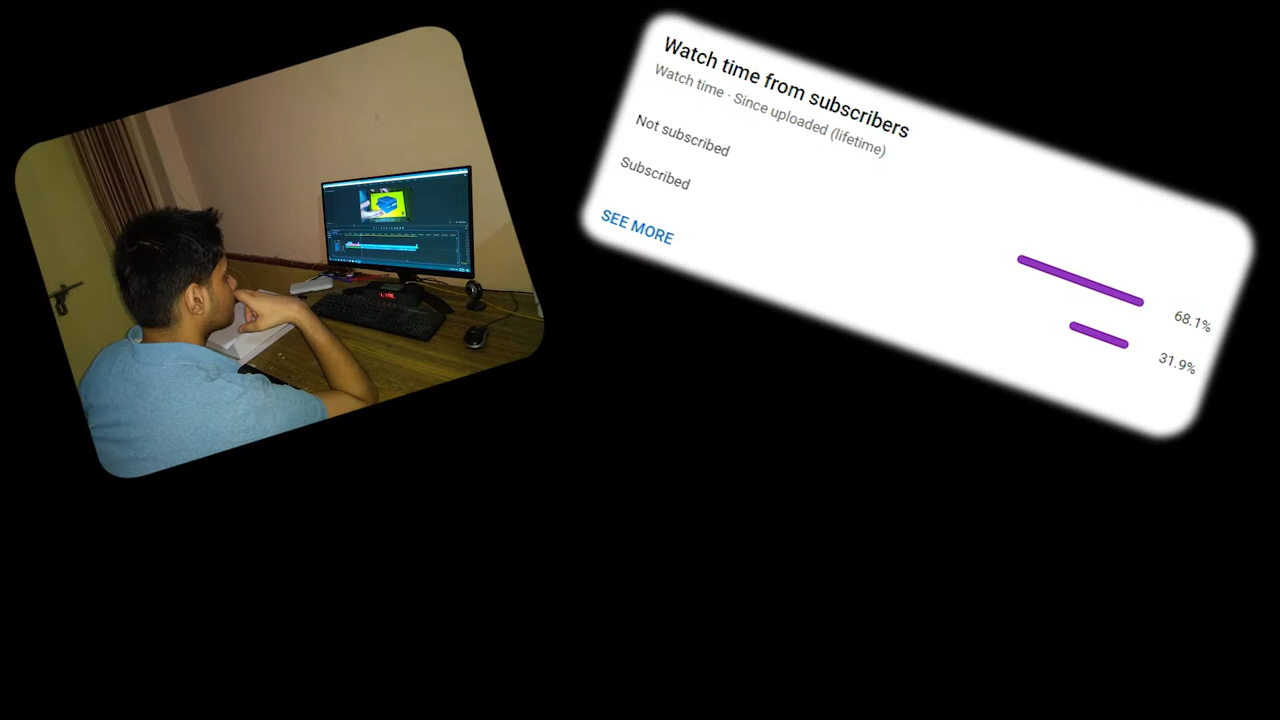 Watch time from subscribers
Watch time · Since uploaded (lifetime)
Not subscribed
68.1%
Subscribed
31.9%
SEE MORE